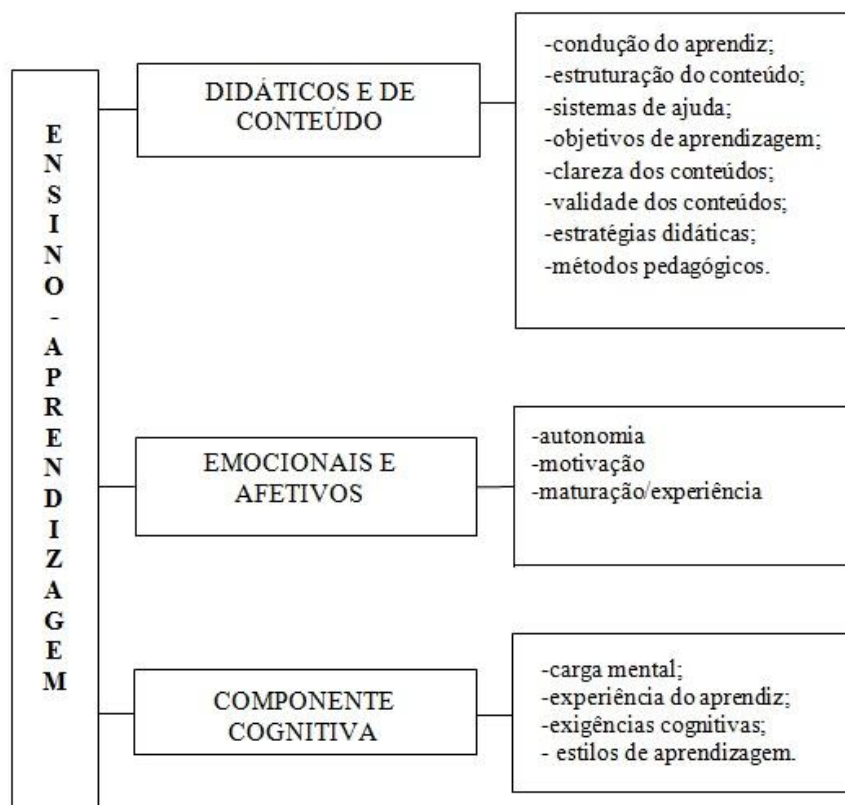 ENSINO-APRENDIZAGEM
DIDÁTICOS E DE
CONTEÚDO
-condução do aprendiz;
-estruturação do conteúdo;
-sistemas de ajuda;
-objetivos de aprendizagem;
-clareza dos conteúdos;
-validade dos conteúdos;
-estratégias didáticas;
-métodos pedagógicos.
EMOCIONAIS E
AFETIVOS
-autonomia
-motivação
-maturação/experiência
COMPONENTE
COGNITIVA
-carga mental;
-experiência do aprendiz;
-exigências cognitivas;
- estilos de aprendizagem.